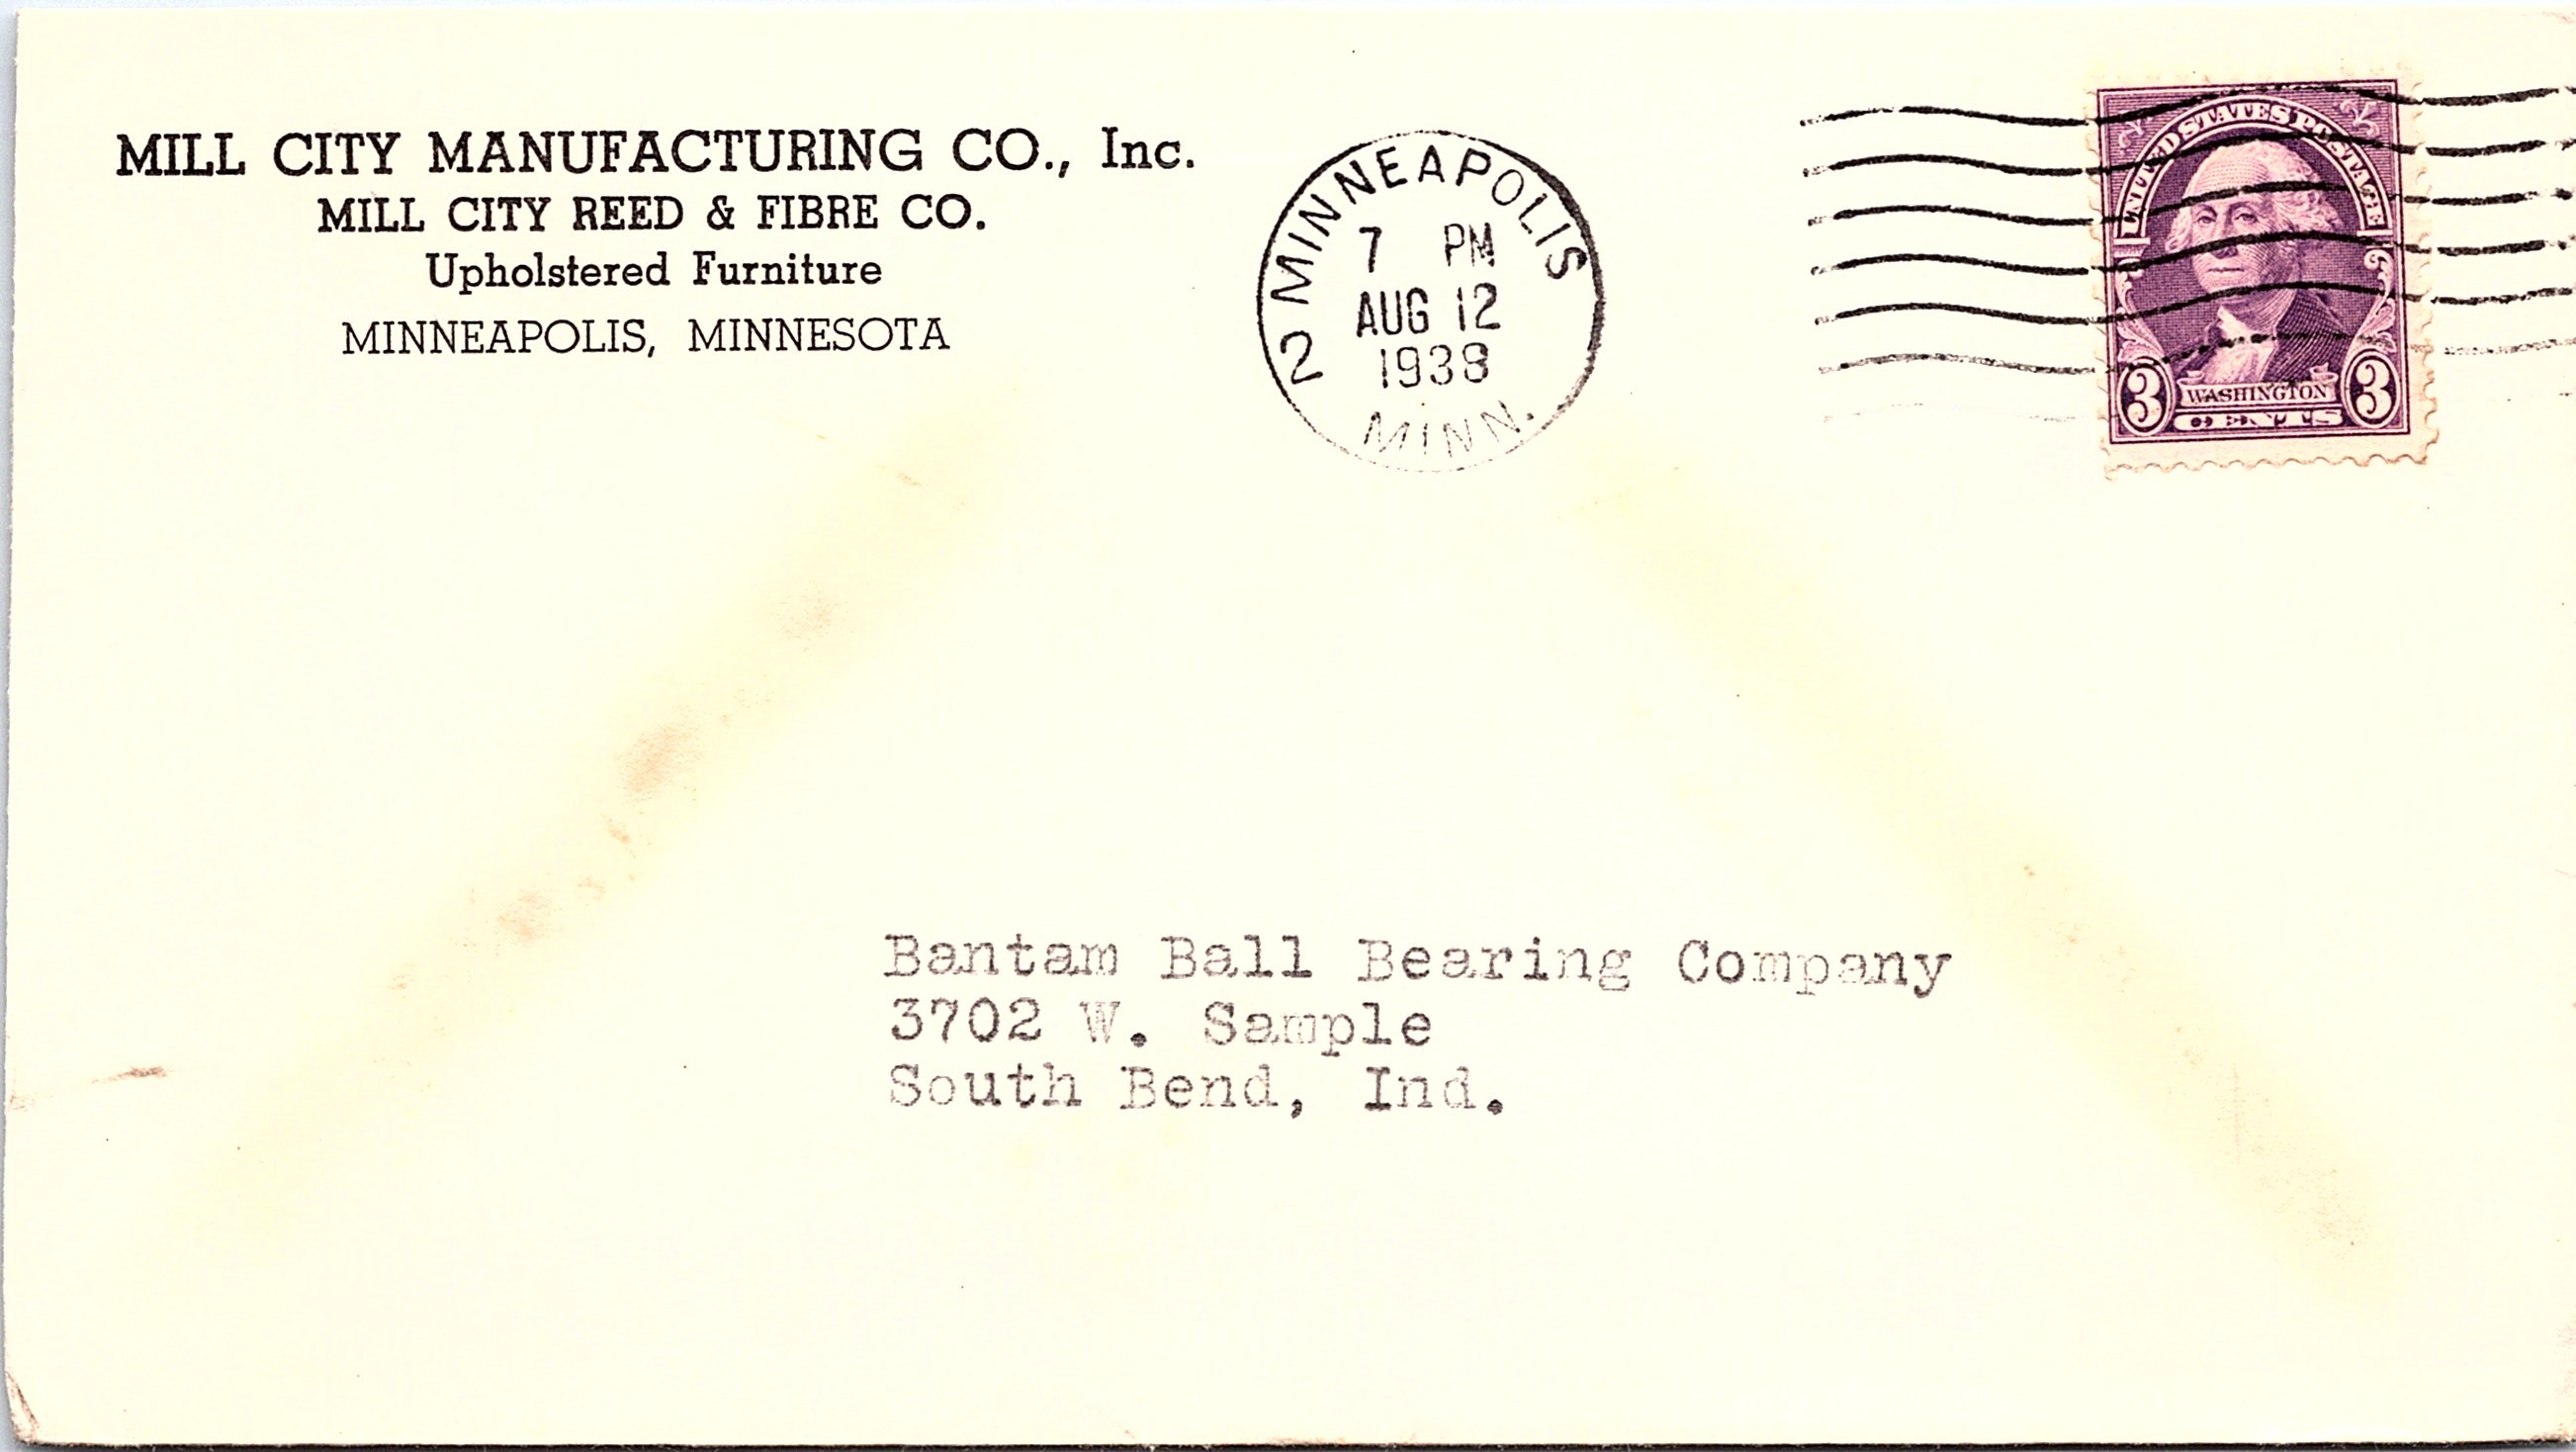 MILL CITY MANUFACTURING CO., Inc.
MILL CITY REED & FIBRE CO.
Upholstered Furniture
MINNEAPOLIS, MINNESOTA
MINNEAPOLIS
2
7 PM
AUG 12
1938
MINN.
UNITED STATES POSTAGE
3 WASHINGTON 3
CENTS
Bantam Ball Bearing Company
3702 W. Sample
South Bend, Ind.